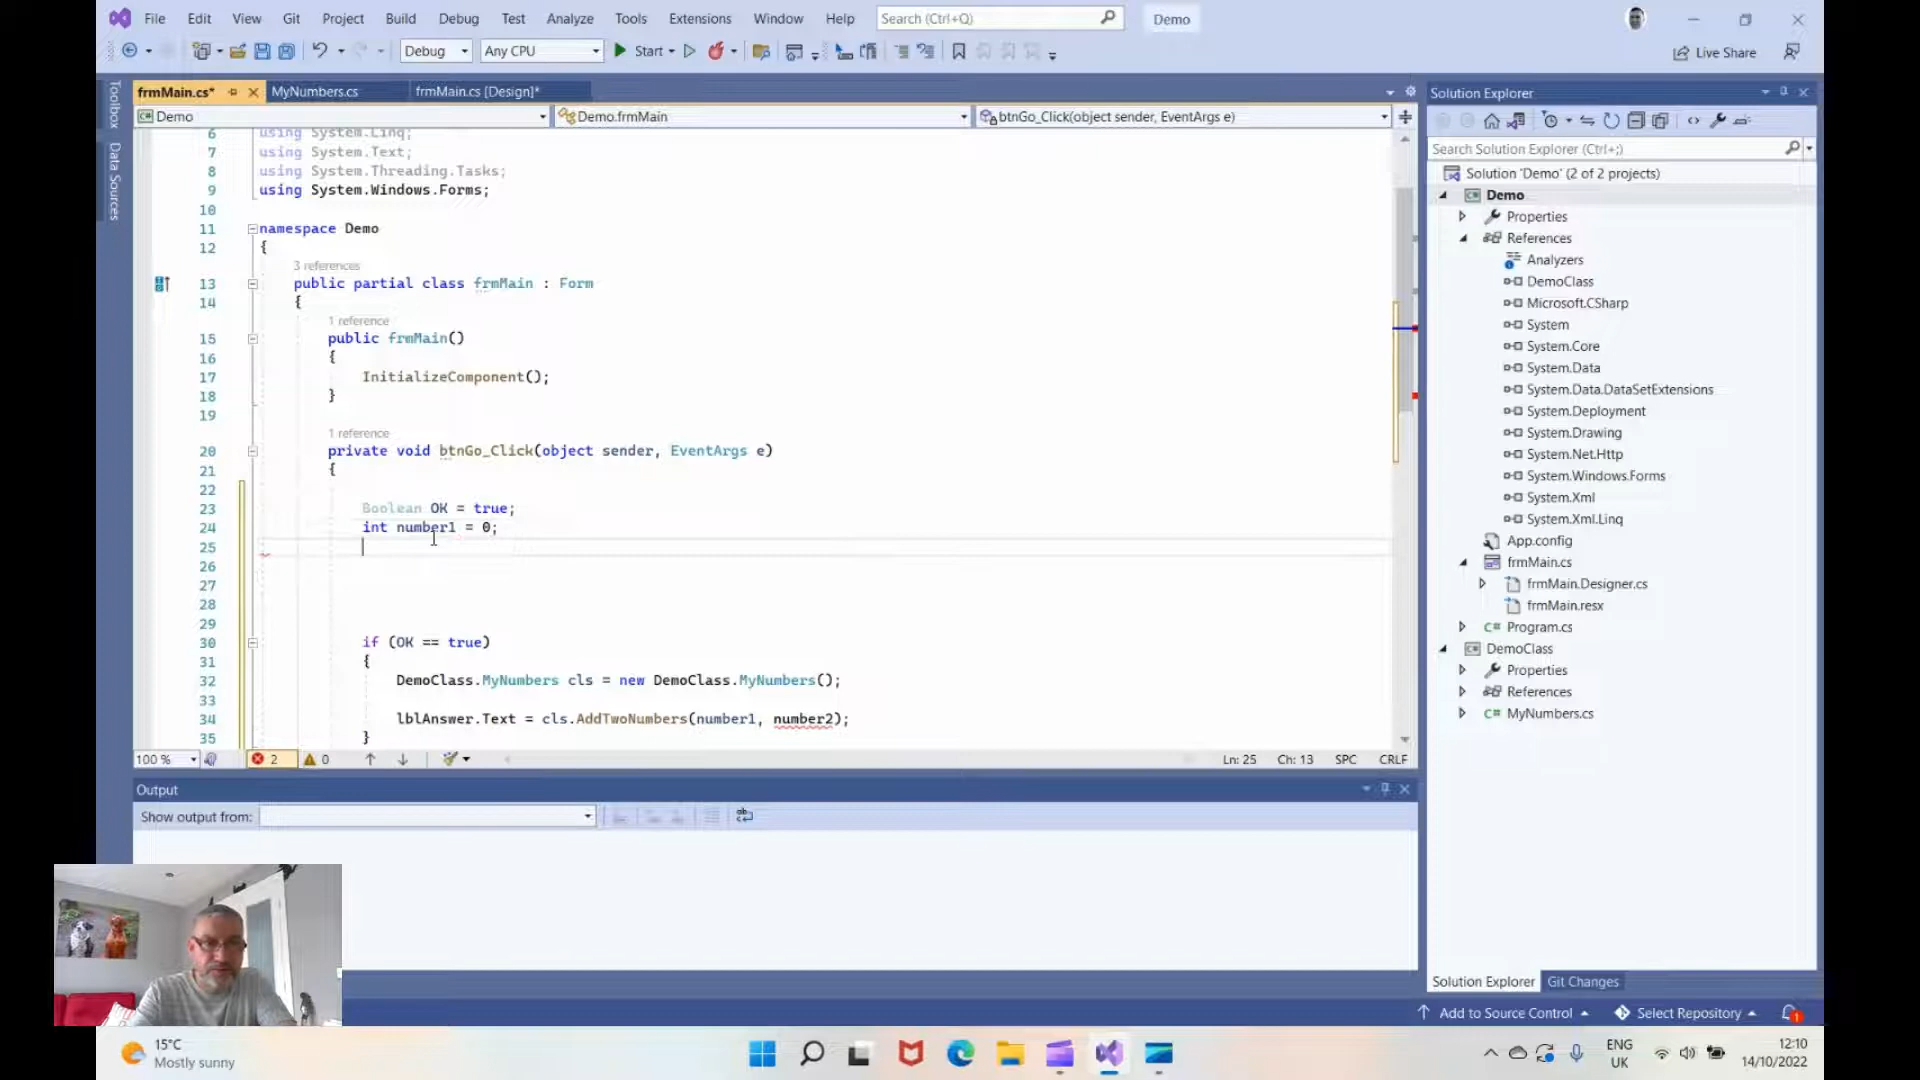 File Edit View Git Project Build Debug Test Analyze Tools Extensions Window Help Search (Ctrl+Q) Demo
Debug Any CPU Start Live Share
frmMain.cs* MyNumbers.cs frmMain.cs [Design]*
Demo Demo.frmMain btnGo_Click(object sender, EventArgs e)
Toolbox
Data Sources
6 using System.Linq;
7 using System.Text;
8 using System.Threading.Tasks;
9 using System.Windows.Forms;
10
11 namespace Demo
12 {
3 references
13 public partial class frmMain : Form
14 {
1 reference
15 public frmMain()
16 {
17 InitializeComponent();
18 }
19
1 reference
20 private void btnGo_Click(object sender, EventArgs e)
21 {
22
23 Boolean OK = true;
24 int number1 = 0;
25
26
27
28
29
30 if (OK == true)
31 {
32 DemoClass.MyNumbers cls = new DemoClass.MyNumbers();
33
34 lblAnswer.Text = cls.AddTwoNumbers(number1, number2);
35 }
100 % 2 0 Ln: 25 Ch: 13 SPC CRLF
Output
Show output from:
Solution Explorer
Search Solution Explorer (Ctrl+;)
Solution 'Demo' (2 of 2 projects)
Demo
Properties
References
Analyzers
DemoClass
Microsoft.CSharp
System
System.Core
System.Data
System.Data.DataSetExtensions
System.Deployment
System.Drawing
System.Net.Http
System.Windows.Forms
System.Xml
System.Xml.Linq
App.config
frmMain.cs
frmMain.Designer.cs
frmMain.resx
C# Program.cs
DemoClass
Properties
References
C# MyNumbers.cs
Solution Explorer Git Changes
Add to Source Control Select Repository 1
15°C
Mostly sunny
ENG
UK
12:10
14/10/2022